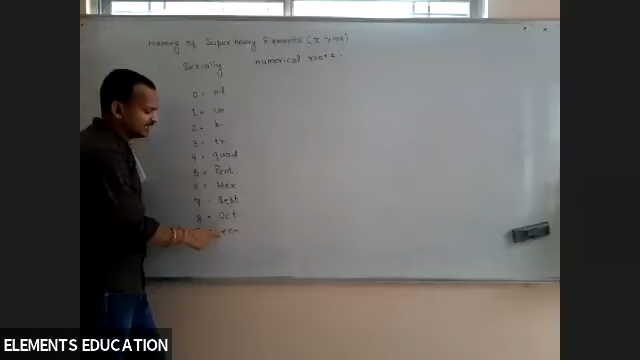 Naming of Super heavy Elements (Z >100)
Serially numerical roots.
0 = nil
1 = un
2 = bi
3 = tri
4 = quad
5 = Pent
6 = Hex
7 = Sept
8 = Oct
= enn
ELEMENTS EDUCATION